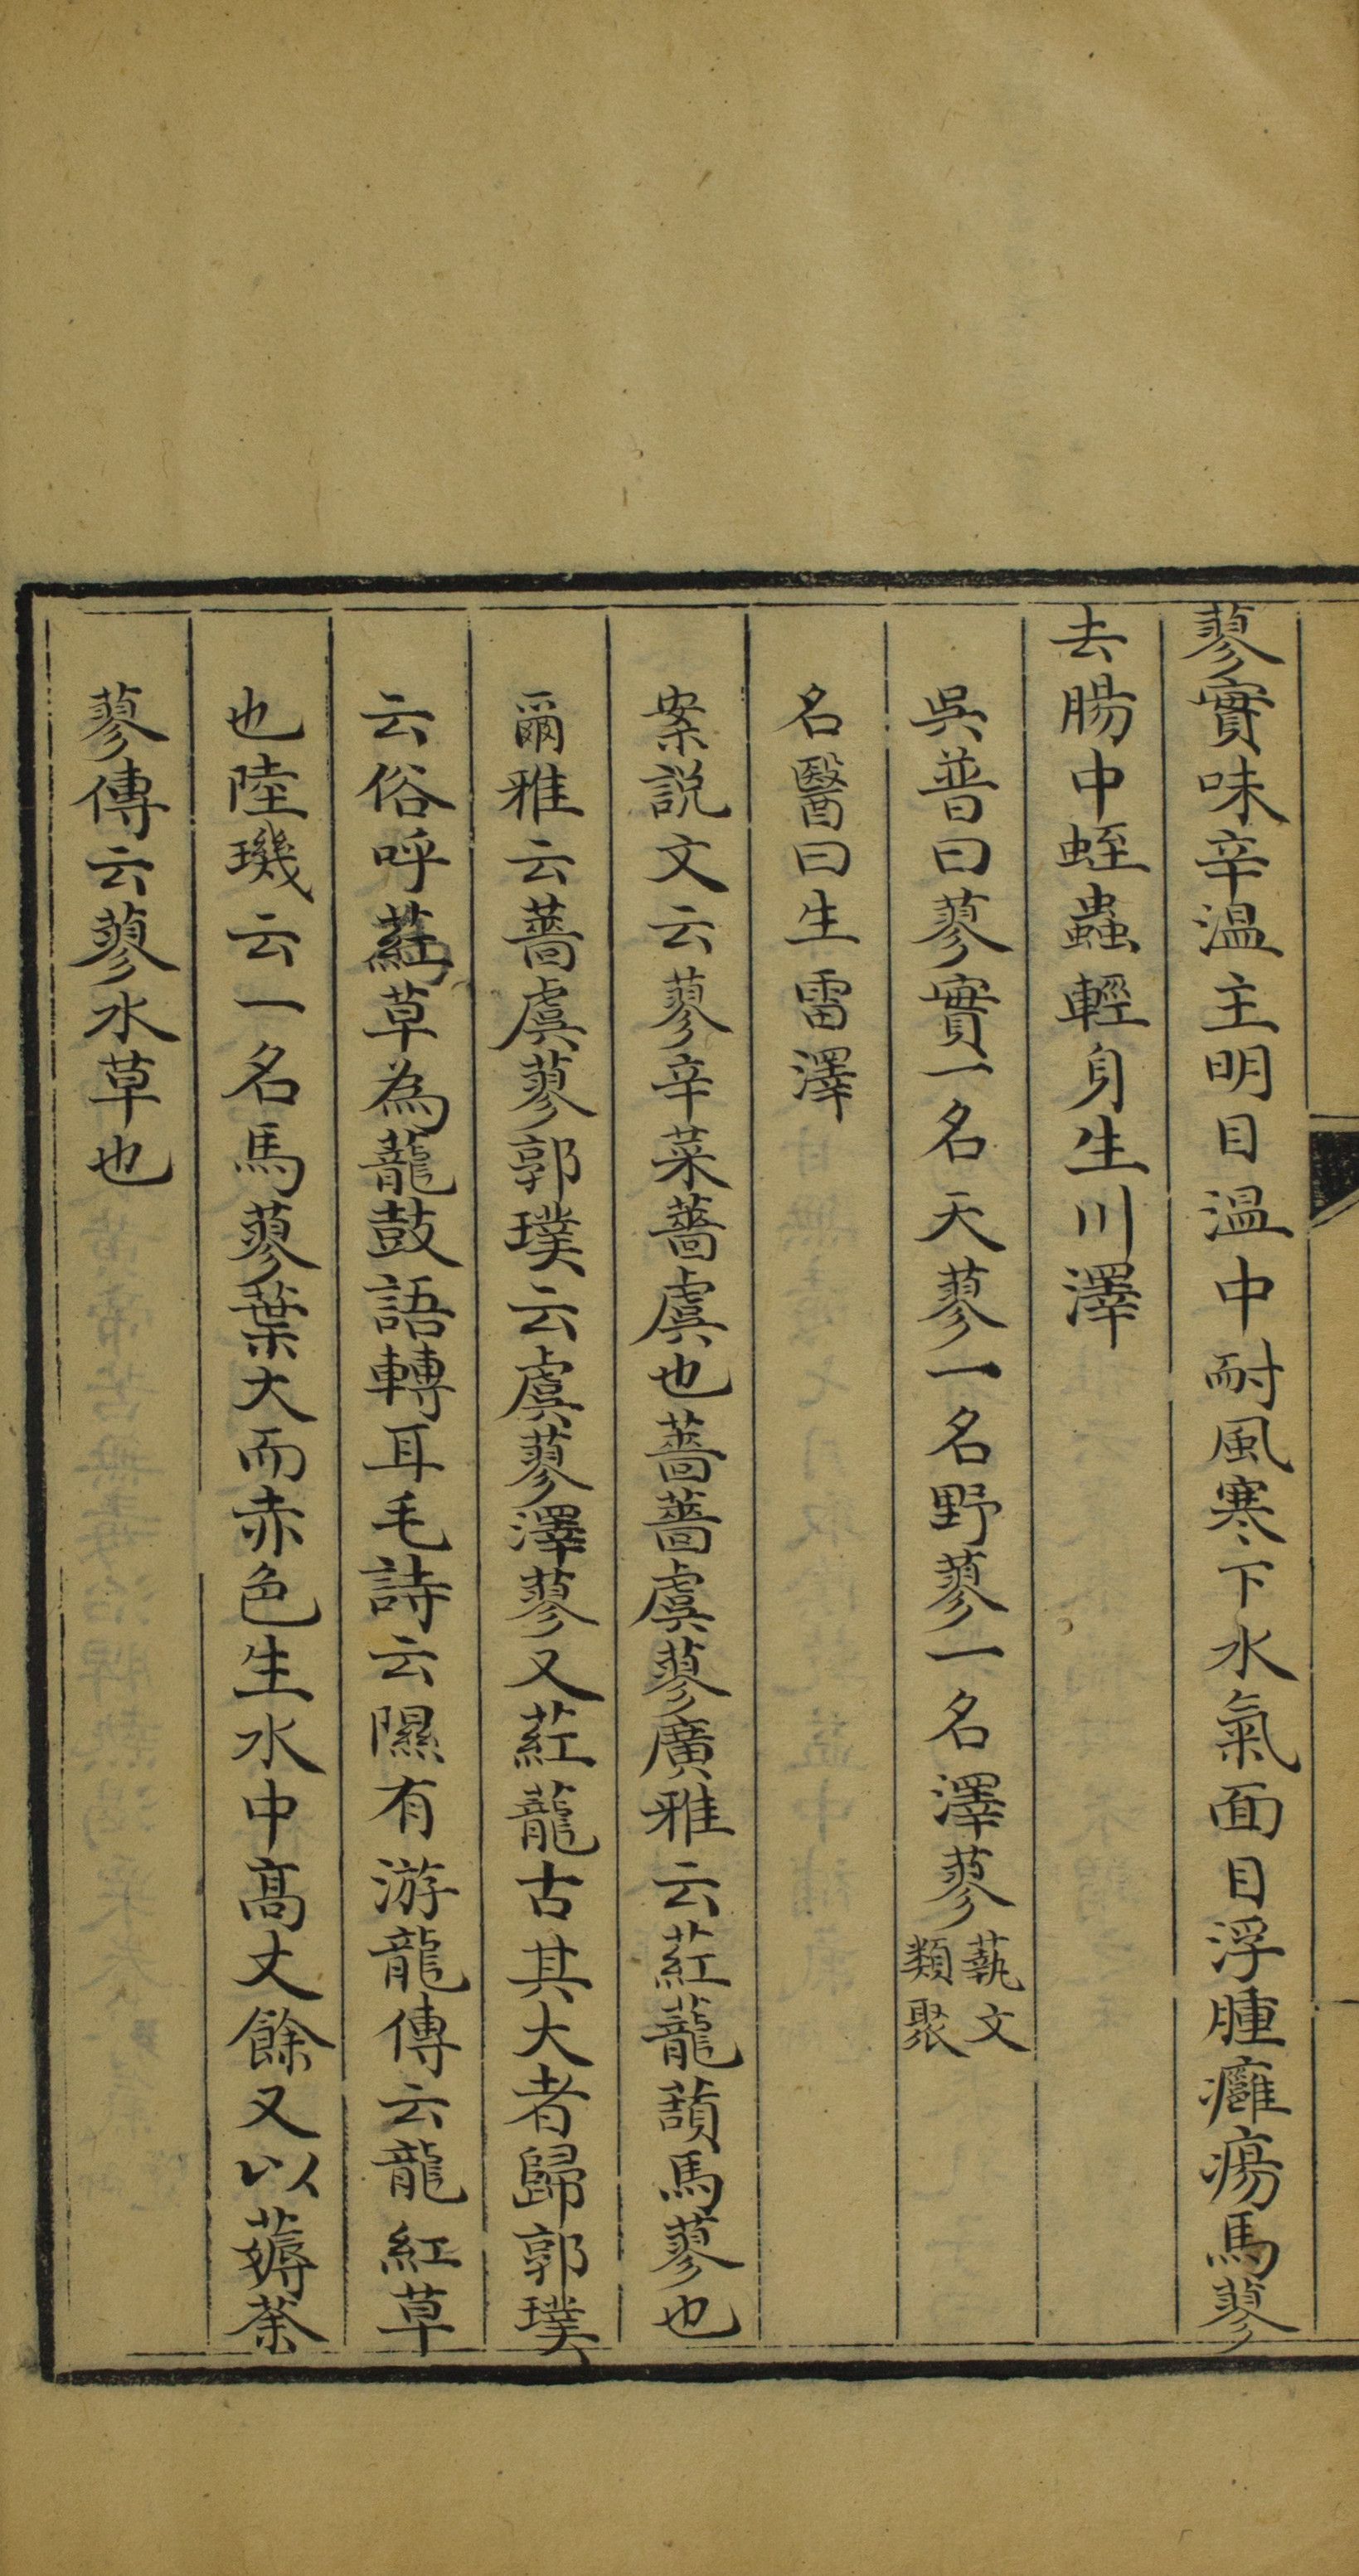 蓼實味辛温主明目温中耐風寒下水氣面目浮腫癰瘍馬蓼
去腸中蛭蟲輕身生川澤
吳普曰蓼實一名天蓼一名野蓼一名澤蓼藝文類聚
名醫曰生雷澤
案説文云蓼辛菜薔虞也薔薔虞蓼廣雅云葒蘢䕣馬蓼也
爾雅云薔虞蓼郭璞云虞蓼澤蓼又葒蘢古其大者蘬郭璞
云俗呼葒草為蘢鼓語轉耳毛詩云隰有游龍傳云龍紅草
也陸璣云一名馬蓼葉大而赤色生水中高丈餘又以薅荼
蓼傳云蓼水草也